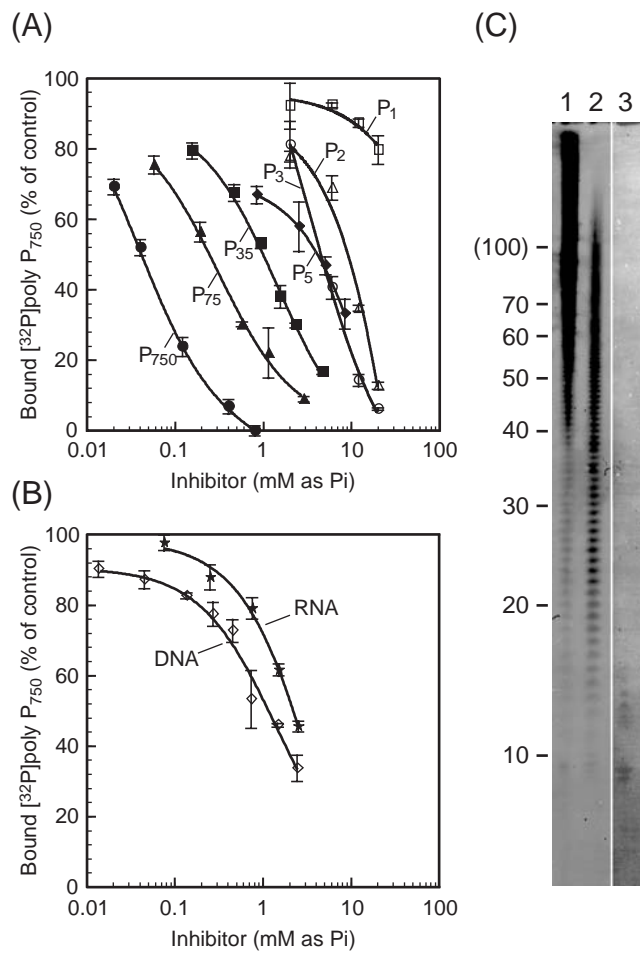 (A)
Bound [³²P]poly P₇₅₀ (% of control)
100
80
60
40
20
0
0.01 0.1 1 10 100
Inhibitor (mM as Pi)
P₁
P₂
P₃
P₅
P₃₅
P₇₅
P₇₅₀
(B)
Bound [³²P]poly P₇₅₀ (% of control)
100
80
60
40
20
0
0.01 0.1 1 10 100
Inhibitor (mM as Pi)
RNA
DNA
(C)
1 2 3
(100)
70
60
50
40
30
20
10